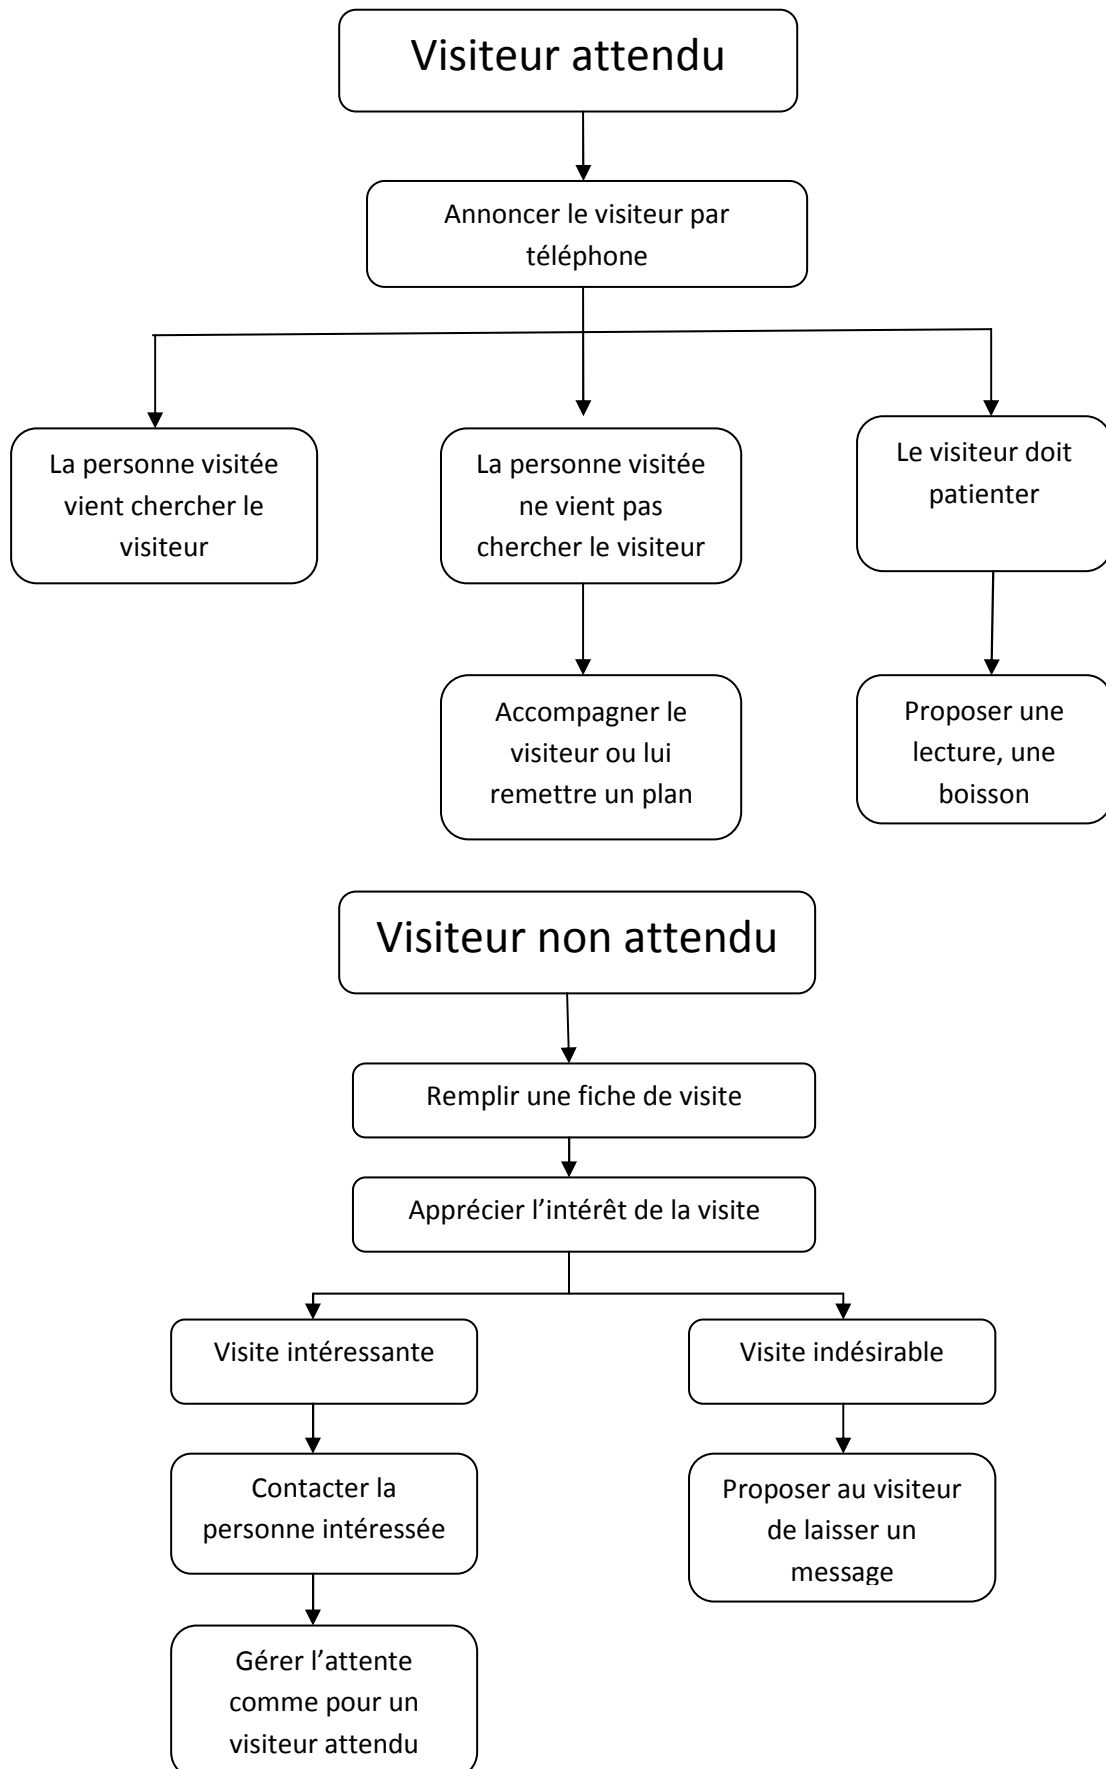 Visiteur attendu
Annoncer le visiteur par
téléphone
La personne visitée
vient chercher le
visiteur
La personne visitée
ne vient pas
chercher le visiteur
Le visiteur doit
patienter
Accompagner le
visiteur ou lui
remettre un plan
Proposer une
lecture, une
boisson
Visiteur non attendu
Remplir une fiche de visite
Apprécier l’intérêt de la visite
Visite intéressante
Visite indésirable
Contacter la
personne intéressée
Proposer au visiteur
de laisser un
message
Gérer l’attente
comme pour un
visiteur attendu